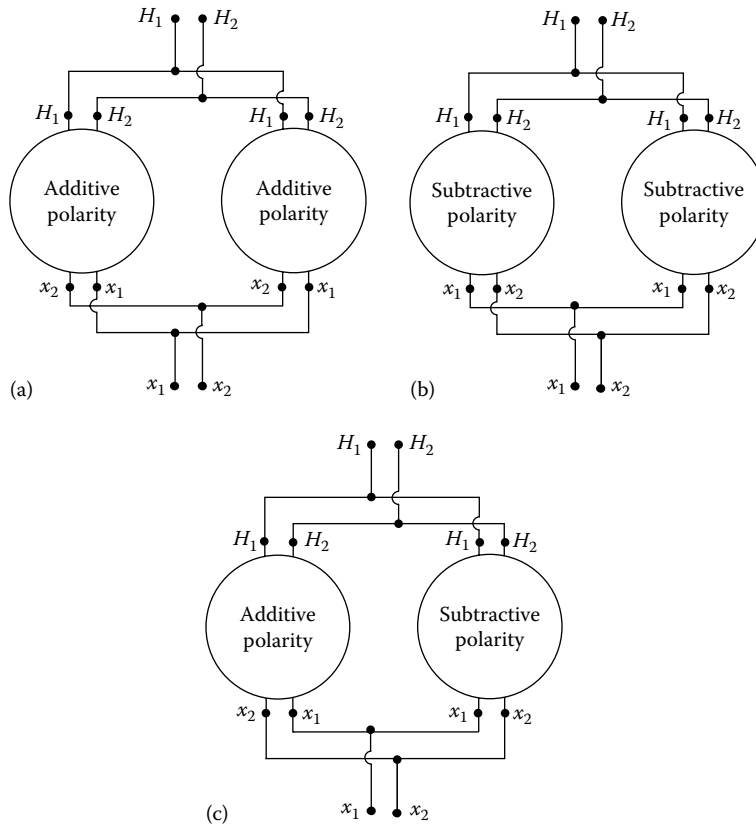 H₁ H₂ H₁ H₂
H₁ H₂ H₁ H₂ H₁ H₂ H₁ H₂
Additive Additive Subtractive Subtractive
polarity polarity polarity polarity
x₂ x₁ x₂ x₁ x₁ x₂ x₁ x₂
(a) x₁ x₂ (b) x₁ x₂
H₁ H₂
H₁ H₂ H₁ H₂
Additive Subtractive
polarity polarity
x₂ x₁ x₁ x₂
(c) x₁ x₂